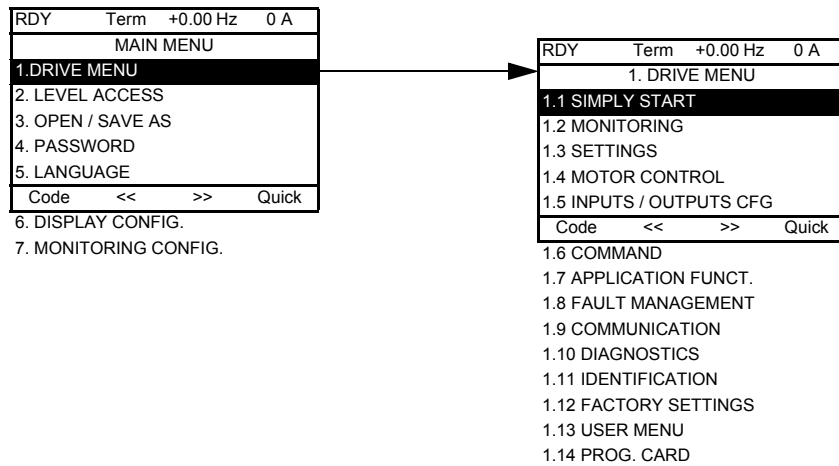 RDY Term +0.00 Hz 0 A
MAIN MENU
1.DRIVE MENU
2. LEVEL ACCESS
3. OPEN / SAVE AS
4. PASSWORD
5. LANGUAGE
Code << >> Quick
6. DISPLAY CONFIG.
7. MONITORING CONFIG.
RDY Term +0.00 Hz 0 A
1. DRIVE MENU
1.1 SIMPLY START
1.2 MONITORING
1.3 SETTINGS
1.4 MOTOR CONTROL
1.5 INPUTS / OUTPUTS CFG
Code << >> Quick
1.6 COMMAND
1.7 APPLICATION FUNCT.
1.8 FAULT MANAGEMENT
1.9 COMMUNICATION
1.10 DIAGNOSTICS
1.11 IDENTIFICATION
1.12 FACTORY SETTINGS
1.13 USER MENU
1.14 PROG. CARD